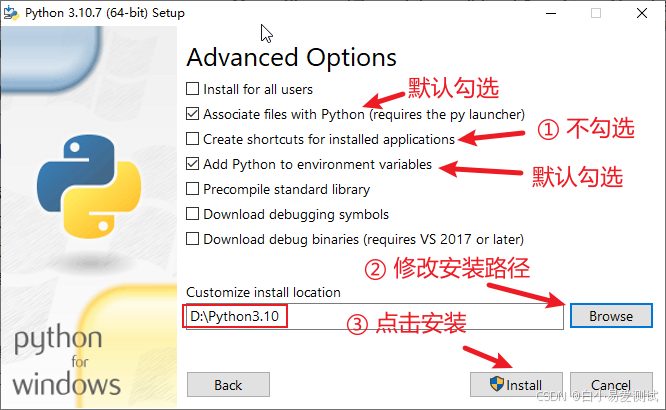 Python 3.10.7 (64-bit) Setup
Advanced Options
Install for all users
默认勾选
Associate files with Python (requires the py launcher)
Create shortcuts for installed applications
① 不勾选
Add Python to environment variables
默认勾选
Precompile standard library
Download debugging symbols
Download debug binaries (requires VS 2017 or later)
② 修改安装路径
Customize install location
D:\Python3.10
Browse
③ 点击安装
python
for
windows
Back
Install
Cancel
CSDN @白小易爱测试